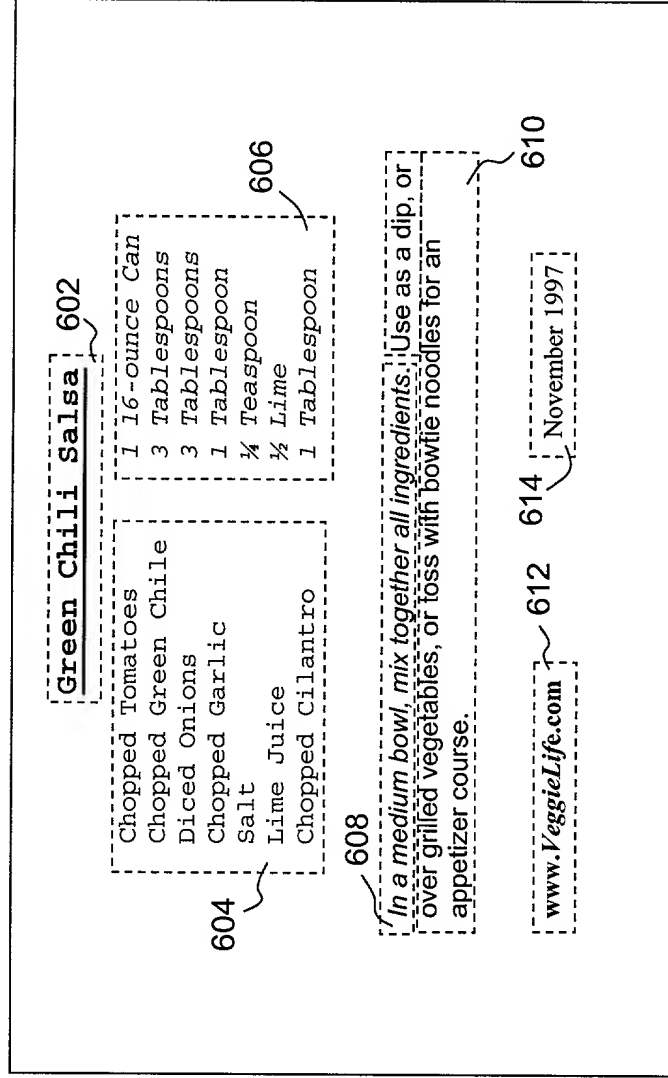 Green Chili Salsa
602
Chopped Tomatoes
Chopped Green Chile
Diced Onions
Chopped Garlic
Salt
Lime Juice
Chopped Cilantro
604
1 16-ounce Can
3 Tablespoons
3 Tablespoons
1 Tablespoon
¼ Teaspoon
½ Lime
1 Tablespoon
606
608
In a medium bowl, mix together all ingredients. Use as a dip, or
over grilled vegetables, or toss with bowtie noodles for an
appetizer course.
610
www.VeggieLife.com
612
614
November 1997